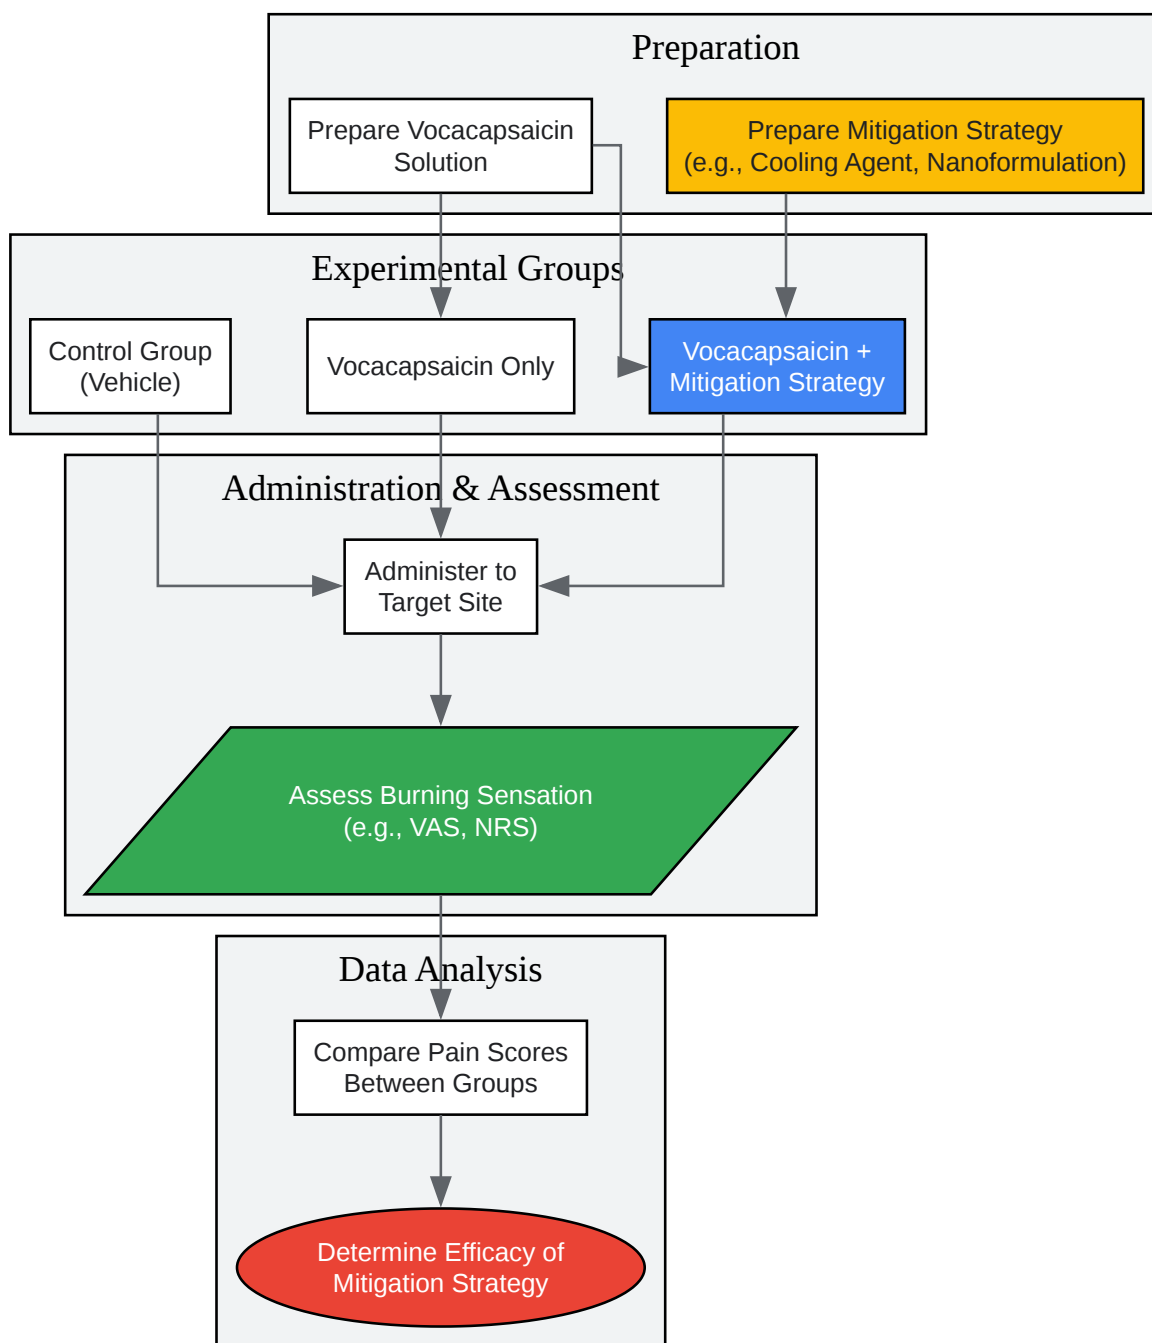 Preparation
Prepare Vocacapsaicin
Solution
Prepare Mitigation Strategy
(e.g., Cooling Agent, Nanoformulation)
Experimental Groups
Control Group
(Vehicle)
Vocacapsaicin Only
Vocacapsaicin +
Mitigation Strategy
Administration & Assessment
Administer to
Target Site
Assess Burning Sensation
(e.g., VAS, NRS)
Data Analysis
Compare Pain Scores
Between Groups
Determine Efficacy of
Mitigation Strategy